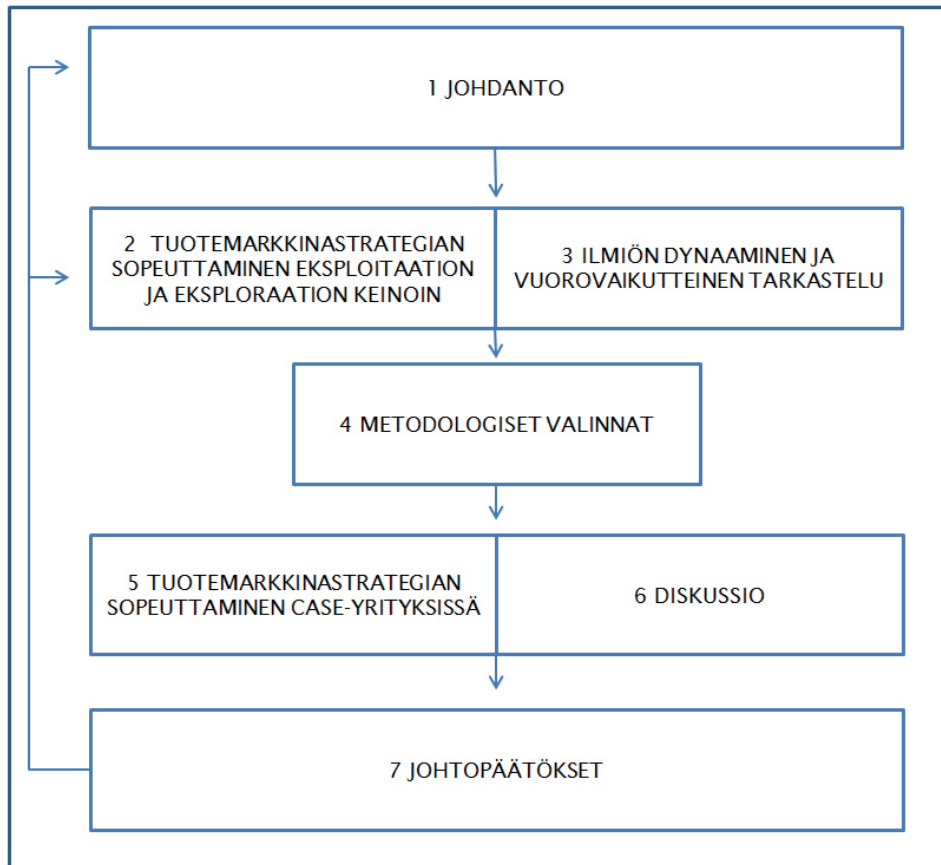 1 JOHDANTO
2 TUOTEMARKKINASTRATEGIAN
SOPEUTTAMINEN EKSPLOITAATION
JA EKSPLORAATION KEINOIN
3 ILMIÖN DYNAAMINEN JA
VUOROVAIKUTTEINEN TARKASTELU
4 METODOLOGISET VALINNAT
5 TUOTEMARKKINASTRATEGIAN
SOPEUTTAMINEN CASE-YRITYKSISSÄ
6 DISKUSSIO
7 JOHTOPÄÄTÖKSET